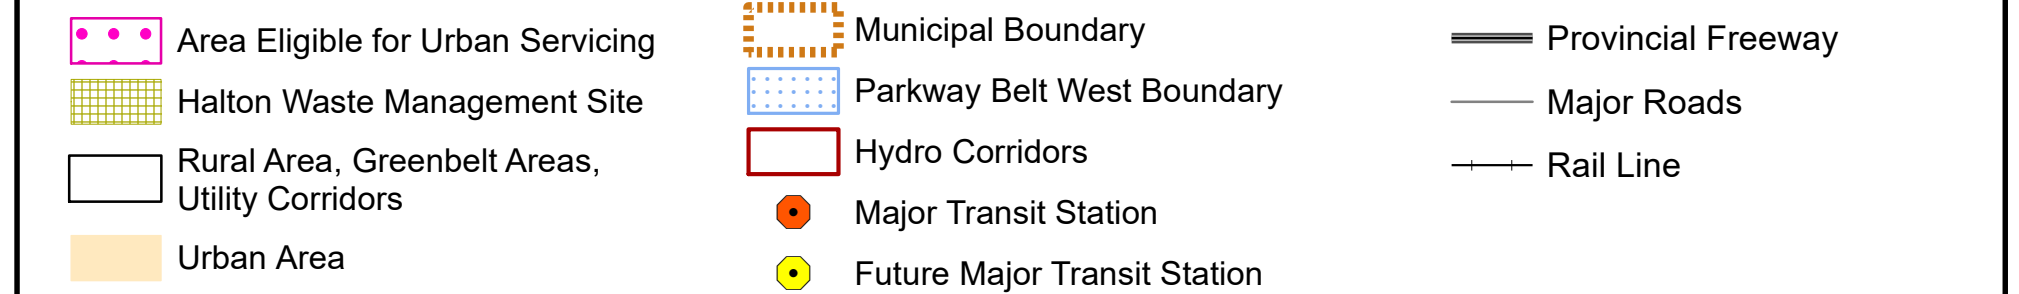 Area Eligible for Urban Servicing
Halton Waste Management Site
Rural Area, Greenbelt Areas,
Utility Corridors
Urban Area
Municipal Boundary
Parkway Belt West Boundary
Hydro Corridors
Major Transit Station
Future Major Transit Station
Provincial Freeway
Major Roads
Rail Line